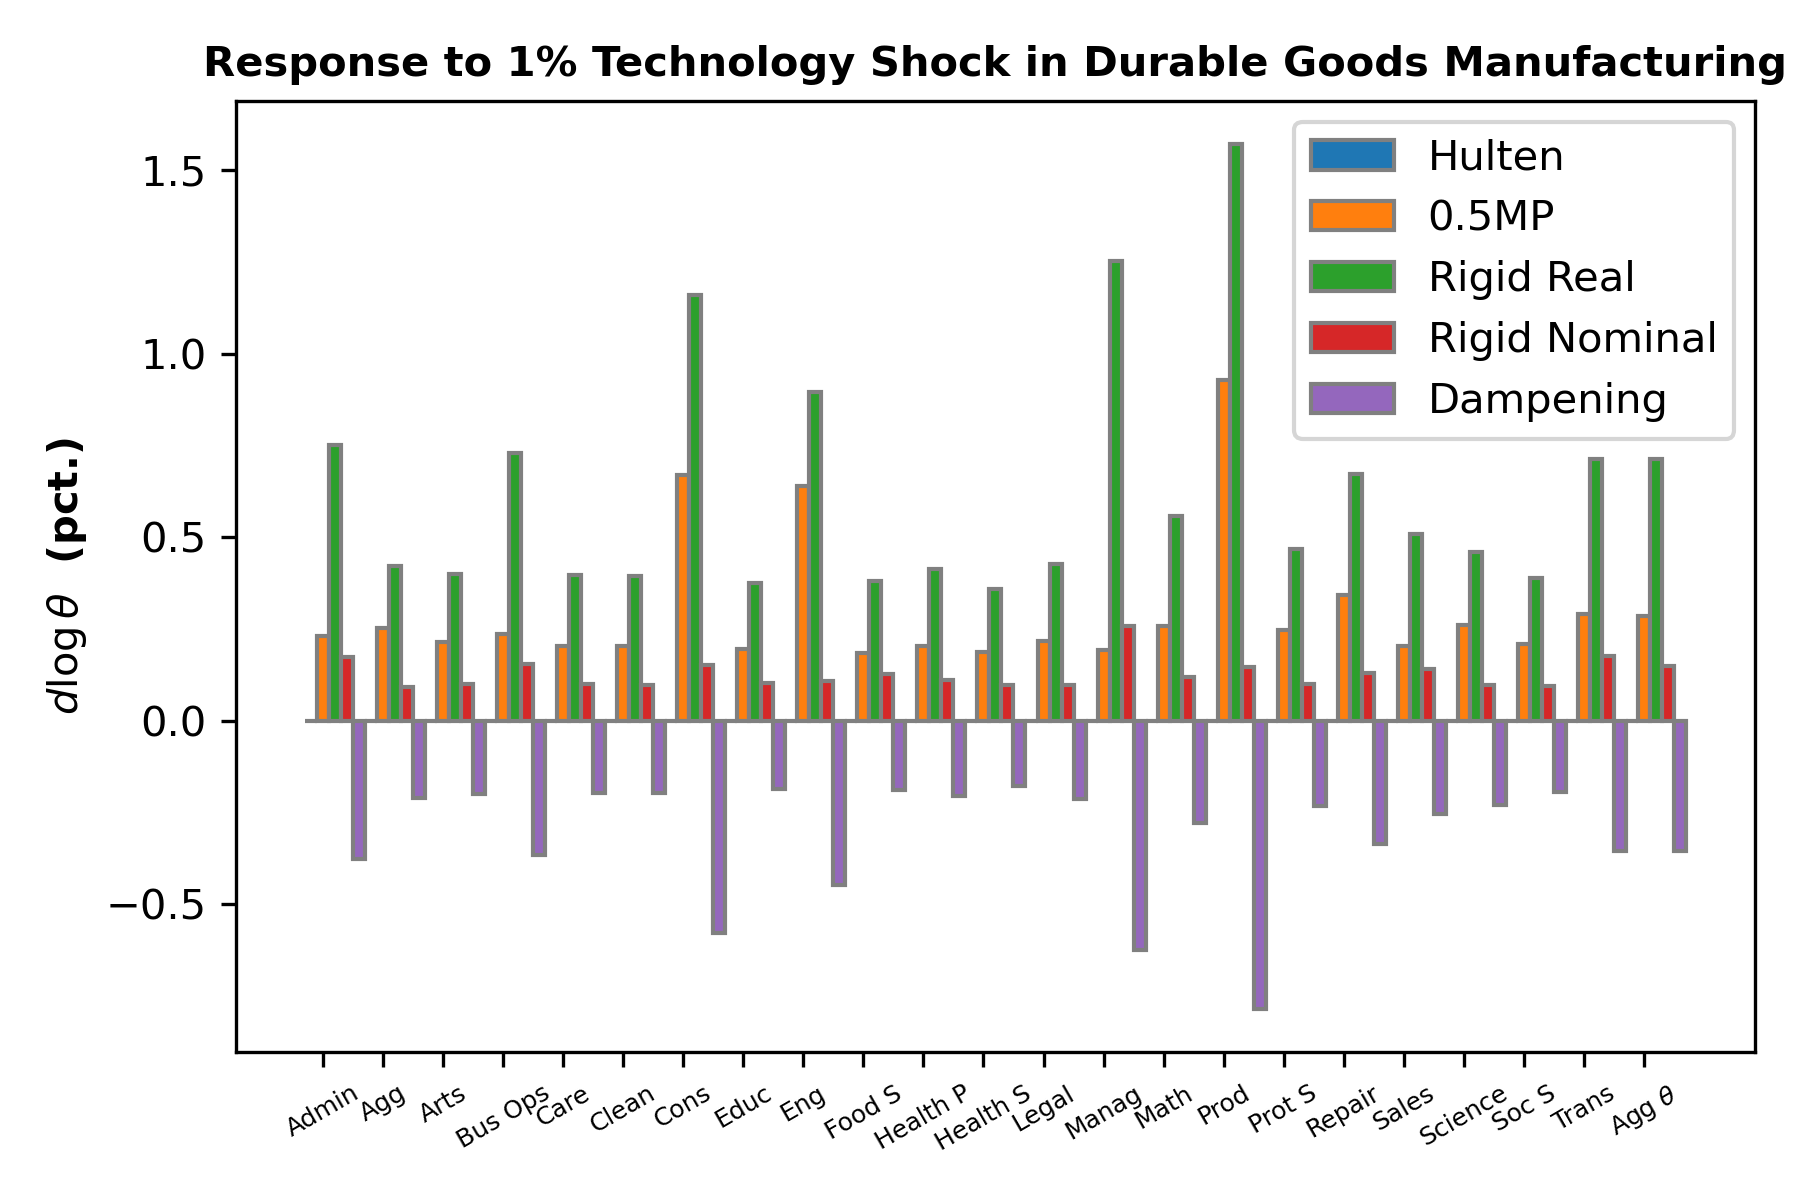 Response to 1% Technology Shock in Durable Goods Manufacturing
1.5
1.0
0.5
0.0
−0.5
dlog θ (pct.)
Hulten
0.5MP
Rigid Real
Rigid Nominal
Dampening
Admin
Agg
Arts
Bus Ops
Care
Clean
Cons
Educ
Eng
Food S
Health P
Health S
Legal
Manag
Math
Prod
Prot S
Repair
Sales
Science
Soc S
Trans
Agg θ